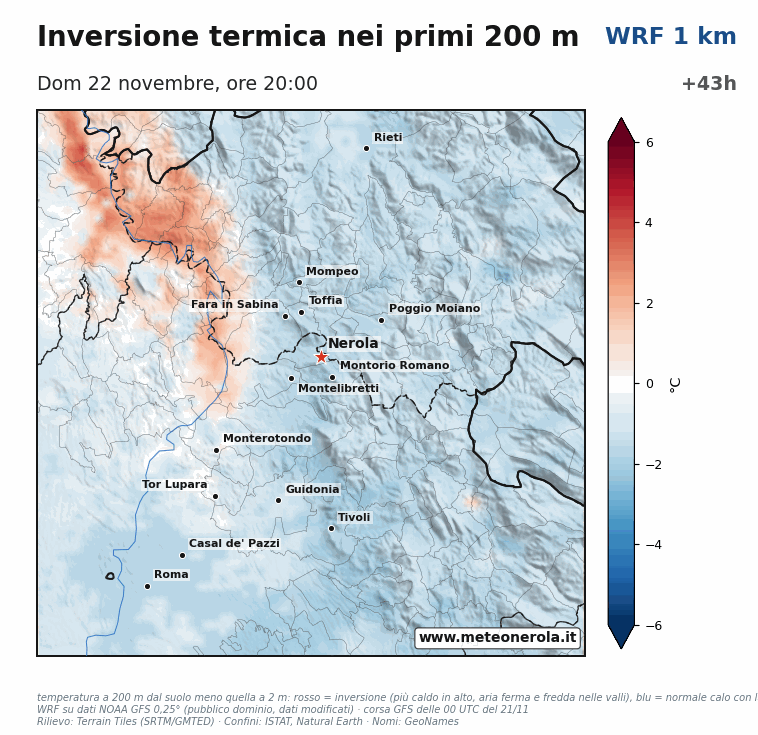 Inversione termica nei primi 200 m
WRF 1 km
Dom 22 novembre, ore 20:00
+43h
Rieti
Mompeo
Fara in Sabina
Toffia
Poggio Moiano
Nerola
Montorio Romano
Montelibretti
Monterotondo
Tor Lupara
Guidonia
Tivoli
Casal de' Pazzi
Roma
www.meteonerola.it
6
4
2
0
−2
−4
−6
°C
temperatura a 200 m dal suolo meno quella a 2 m: rosso = inversione (più caldo in alto, aria ferma e fredda nelle valli), blu = normale calo con l
WRF su dati NOAA GFS 0,25° (pubblico dominio, dati modificati) · corsa GFS delle 00 UTC del 21/11
Rilievo: Terrain Tiles (SRTM/GMTED) · Confini: ISTAT, Natural Earth · Nomi: GeoNames